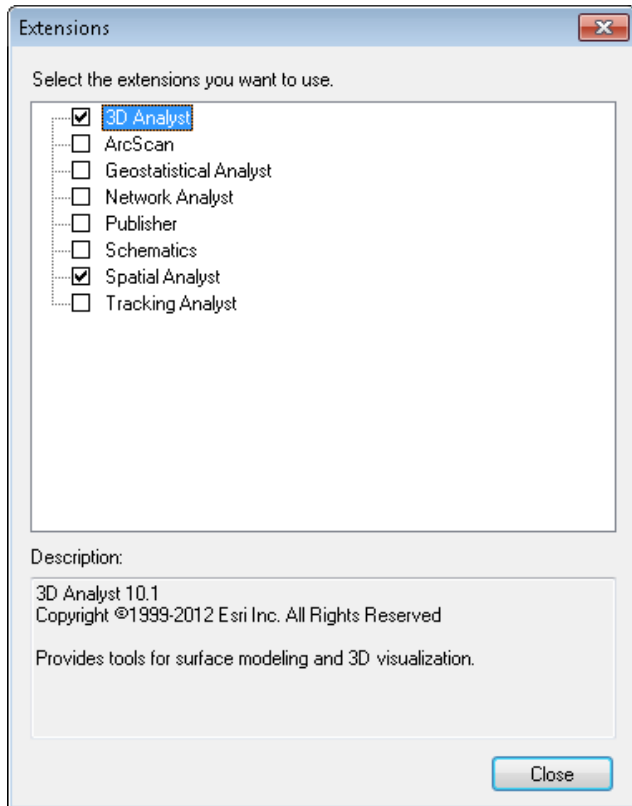 Extensions
Select the extensions you want to use.
3D Analyst
ArcScan
Geostatistical Analyst
Network Analyst
Publisher
Schematics
Spatial Analyst
Tracking Analyst
Description:
3D Analyst 10.1
Copyright ©1999-2012 Esri Inc. All Rights Reserved
Provides tools for surface modeling and 3D visualization.
Close